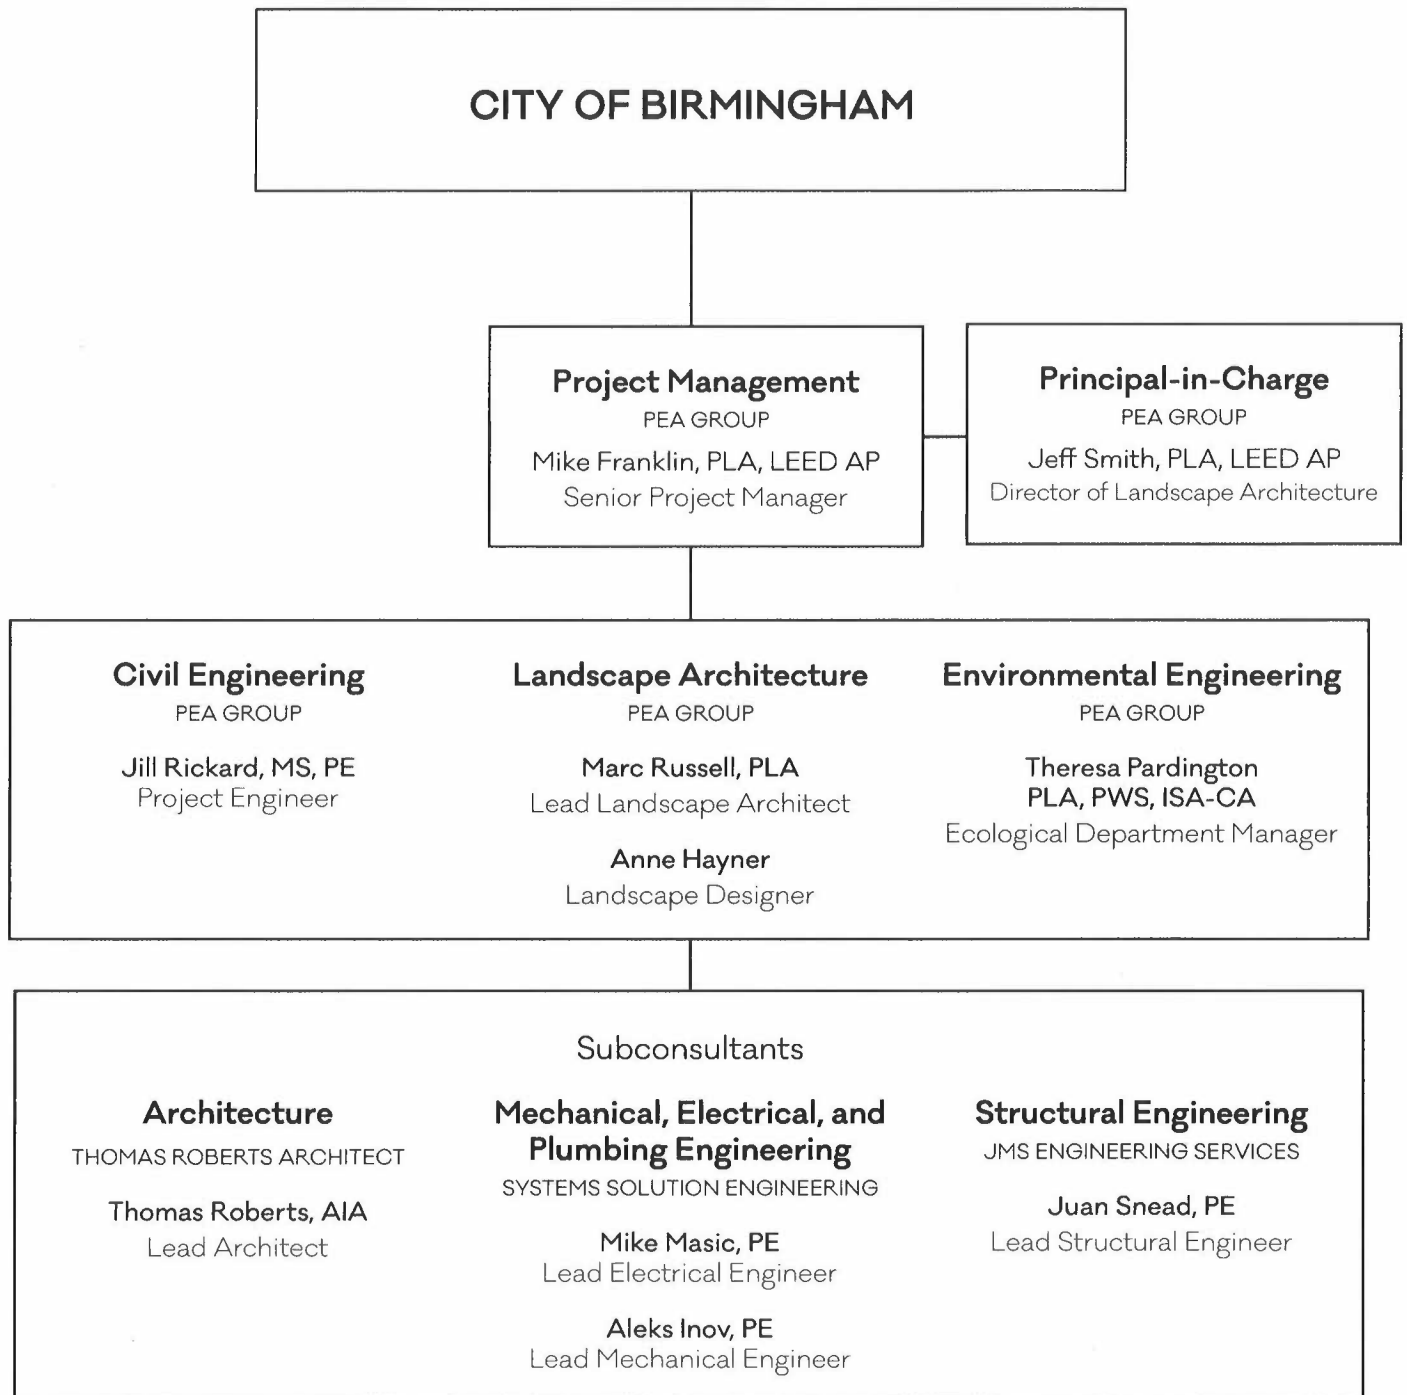 CITY OF BIRMINGHAM
Project Management
PEA GROUP
Mike Franklin, PLA, LEED AP
Senior Project Manager
Principal-in-Charge
PEA GROUP
Jeff Smith, PLA, LEED AP
Director of Landscape Architecture
Civil Engineering
PEA GROUP
Jill Rickard, MS, PE
Project Engineer
Landscape Architecture
PEA GROUP
Marc Russell, PLA
Lead Landscape Architect
Anne Hayner
Landscape Designer
Environmental Engineering
PEA GROUP
Theresa Pardington
PLA, PWS, ISA-CA
Ecological Department Manager
Subconsultants
Architecture
THOMAS ROBERTS ARCHITECT
Thomas Roberts, AIA
Lead Architect
Mechanical, Electrical, and
Plumbing Engineering
SYSTEMS SOLUTION ENGINEERING
Mike Masic, PE
Lead Electrical Engineer
Aleks Inov, PE
Lead Mechanical Engineer
Structural Engineering
JMS ENGINEERING SERVICES
Juan Snead, PE
Lead Structural Engineer